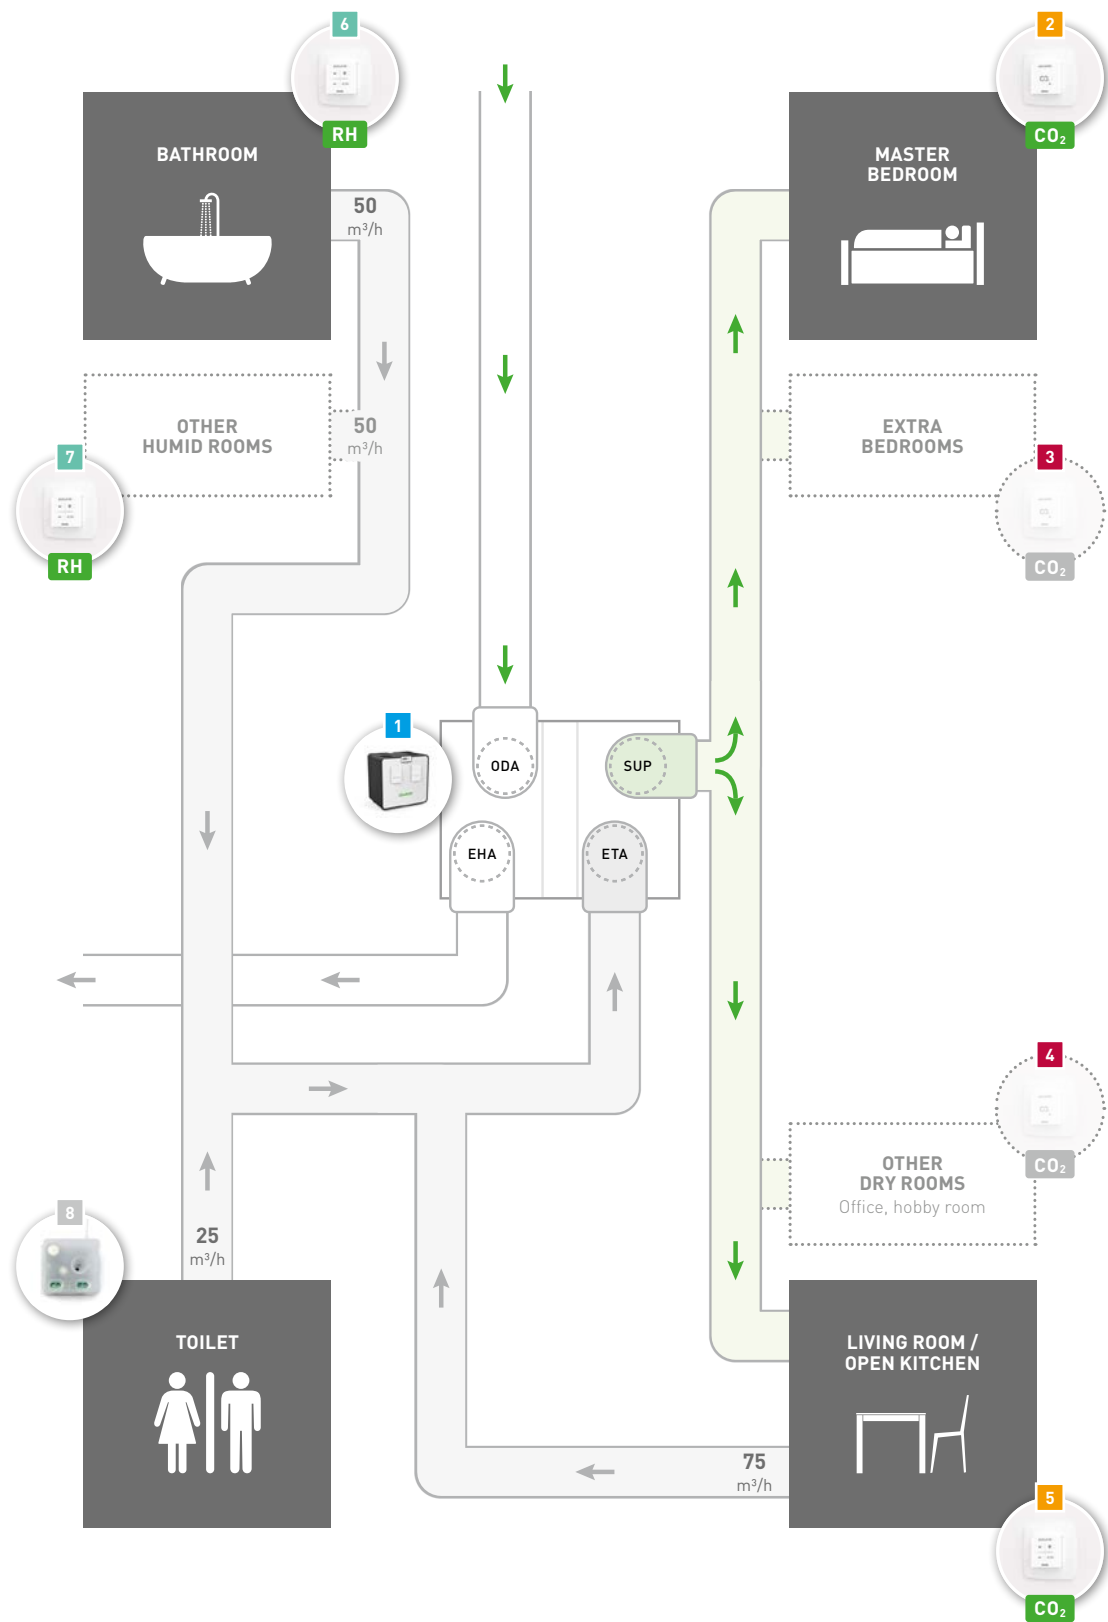 6
RH
BATHROOM
50
m³/h
2
CO₂
MASTER
BEDROOM
OTHER
HUMID ROOMS
50
m³/h
7
RH
EXTRA
BEDROOMS
3
CO₂
1
ODA
SUP
EHA
ETA
4
CO₂
OTHER
DRY ROOMS
Office, hobby room
8
25
m³/h
TOILET
LIVING ROOM /
OPEN KITCHEN
75
m³/h
5
CO₂